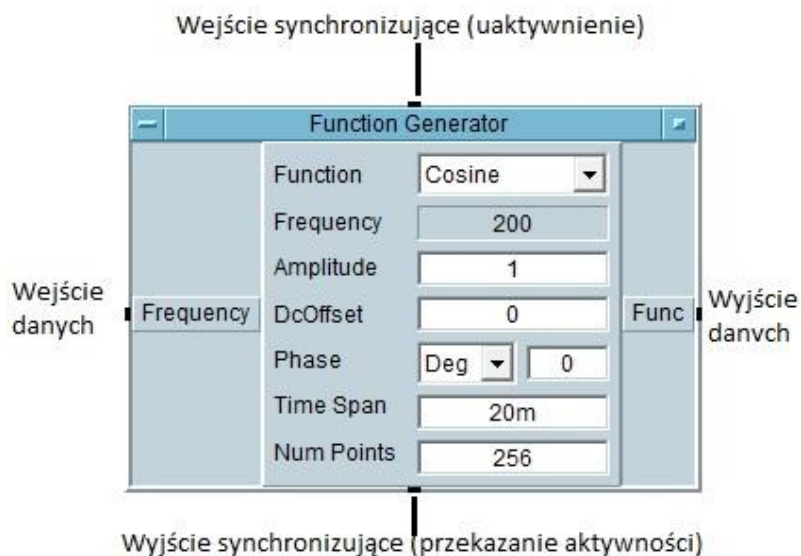 Wejście synchronizujące (uaktywnienie)
Function Generator
Function Cosine
Frequency 200
Amplitude 1
Wejście
danych
Frequency
DcOffset 0
Func
Wyjście
danych
Phase Deg 0
Time Span 20m
Num Points 256
Wyjście synchronizujące (przekazanie aktywności)